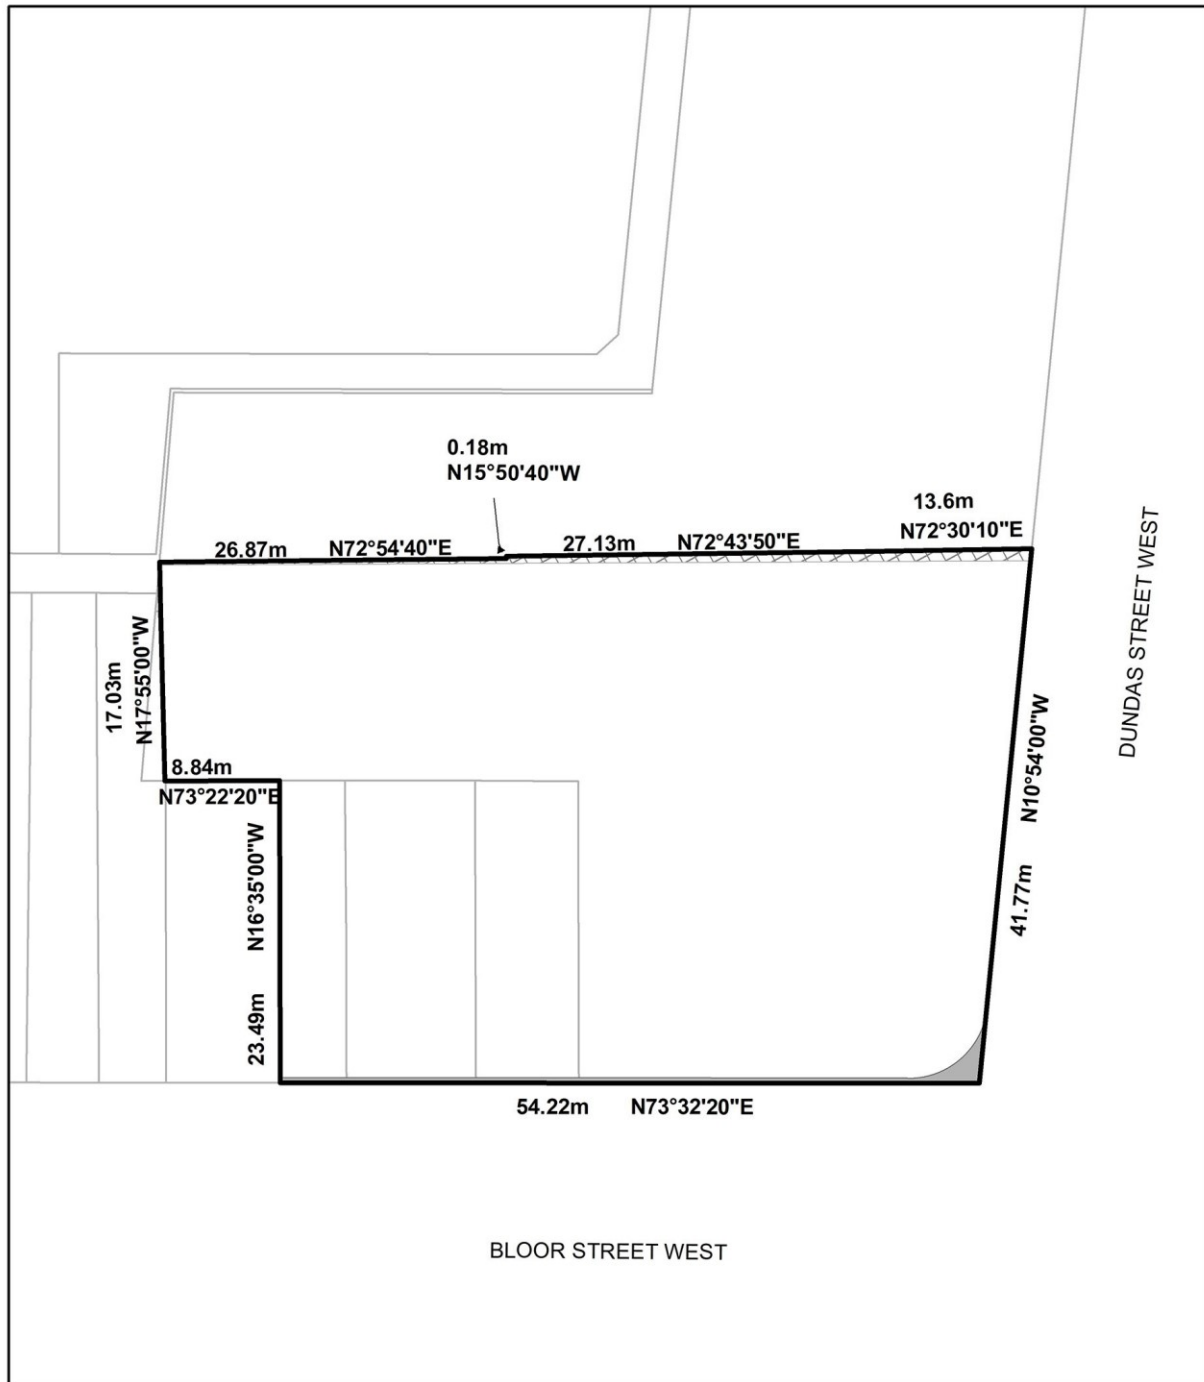 0.18m
N15°50'40"W
13.6m
N72°30'10"E
26.87m N72°54'40"E
27.13m N72°43'50"E
DUNDAS STREET WEST
17.03m
N17°55'00"W
8.84m
N73°22'20"E
N10°54'00"W
41.77m
N16°35'00"W
23.49m
54.22m N73°32'20"E
BLOOR STREET WEST